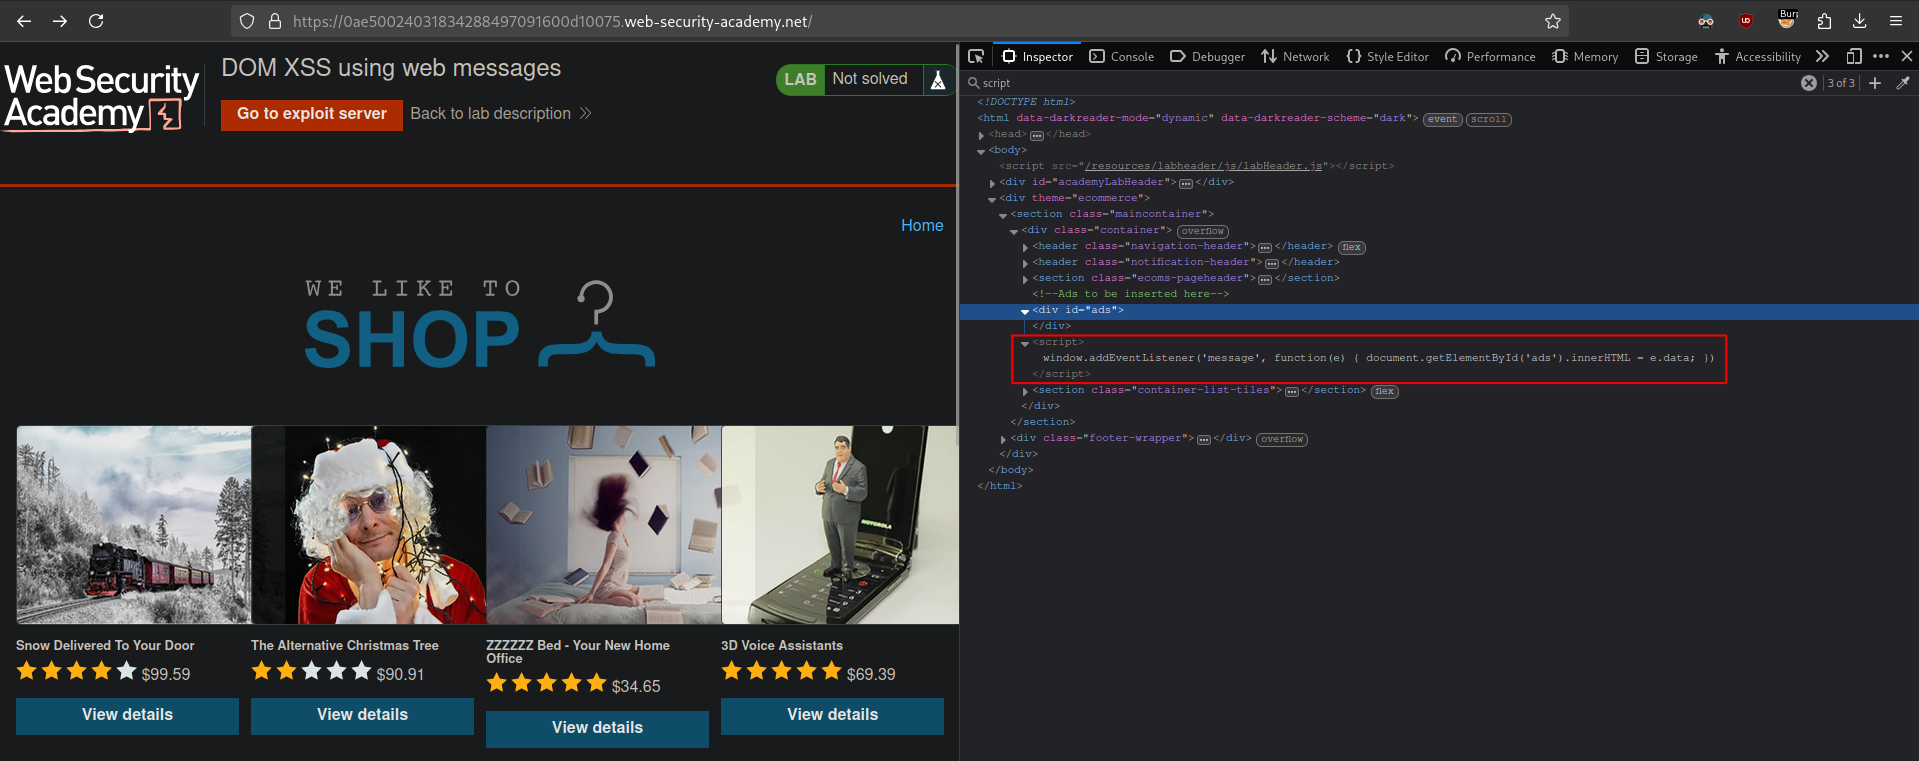 https://0ae50024031834288497091600d10075.web-security-academy.net/
Burp
Web Security
Academy
DOM XSS using web messages
Go to exploit server
Back to lab description
LAB
Not solved
Home
WE LIKE TO
SHOP
MOTOROLA
Snow Delivered To Your Door
$99.59
View details
The Alternative Christmas Tree
$90.91
View details
ZZZZZZ Bed - Your New Home
Office
$34.65
View details
3D Voice Assistants
$69.39
View details
Inspector
Console
Debugger
Network
Style Editor
Performance
Memory
Storage
Accessibility
script
3 of 3
<!DOCTYPE html>
<html data-darkreader-mode="dynamic" data-darkreader-scheme="dark"> event scroll
<head>…</head>
<body>
<script src="/resources/labheader/js/labHeader.js"></script>
<div id="academyLabHeader">…</div>
<div theme="ecommerce">
<section class="maincontainer">
<div class="container"> overflow
<header class="navigation-header">…</header> flex
<header class="notification-header">…</header>
<section class="ecoms-pageheader">…</section>
<!--Ads to be inserted here-->
<div id="ads">
</div>
<script>
window.addEventListener('message', function(e) { document.getElementById('ads').innerHTML = e.data; })
</script>
<section class="container-list-tiles">…</section> flex
</div>
</section>
<div class="footer-wrapper">…</div> overflow
</div>
</body>
</html>